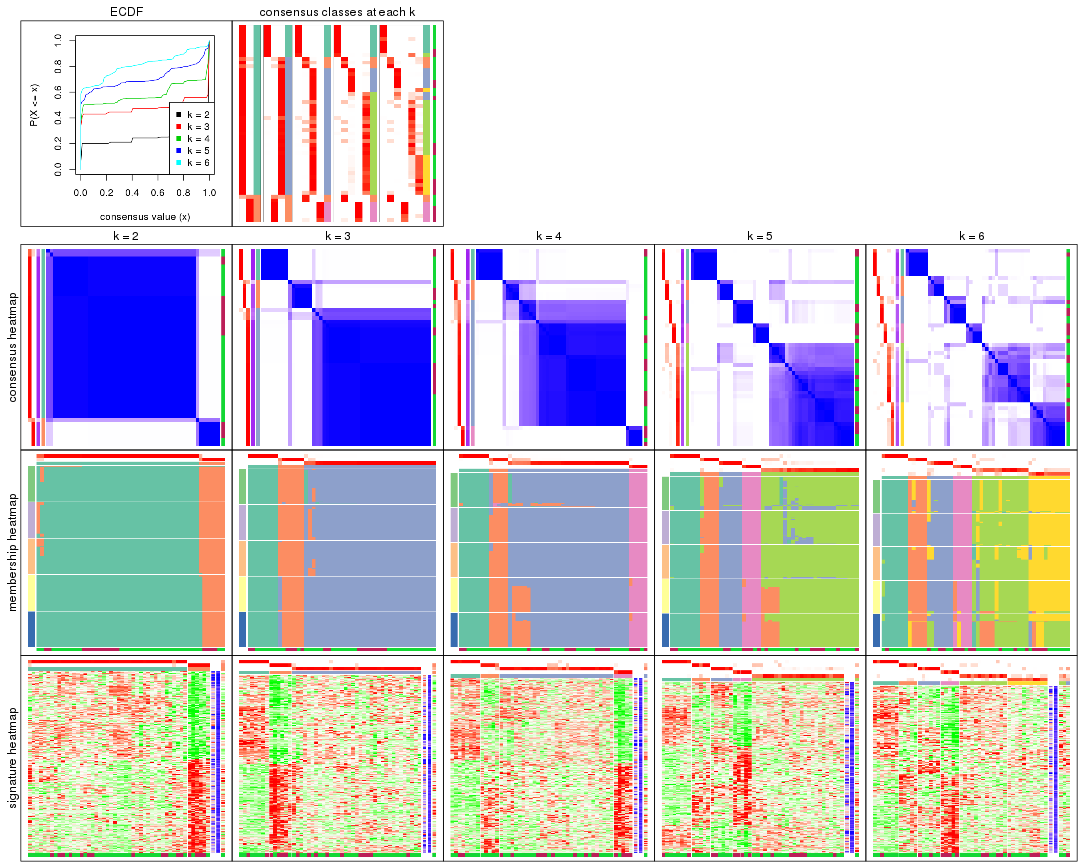 ECDF
consensus classes at each k
P(X <= x)
0.0 0.2 0.4 0.6 0.8 1.0
k = 2
k = 3
k = 4
k = 5
k = 6
0.0 0.2 0.4 0.6 0.8 1.0
consensus value (x)
k = 2
k = 3
k = 4
k = 5
k = 6
consensus heatmap
membership heatmap
signature heatmap